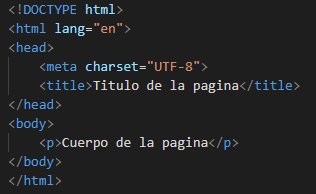 <!DOCTYPE html>
<html lang="en">
<head>
    <meta charset="UTF-8">
    <title>Titulo de la pagina</title>
</head>
<body>
    <p>Cuerpo de la pagina</p>
</body>
</html>